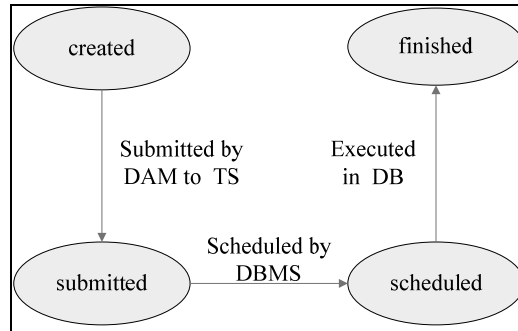 created
finished
Submitted by
DAM to TS
Executed
in DB
Scheduled by
DBMS
submitted
scheduled